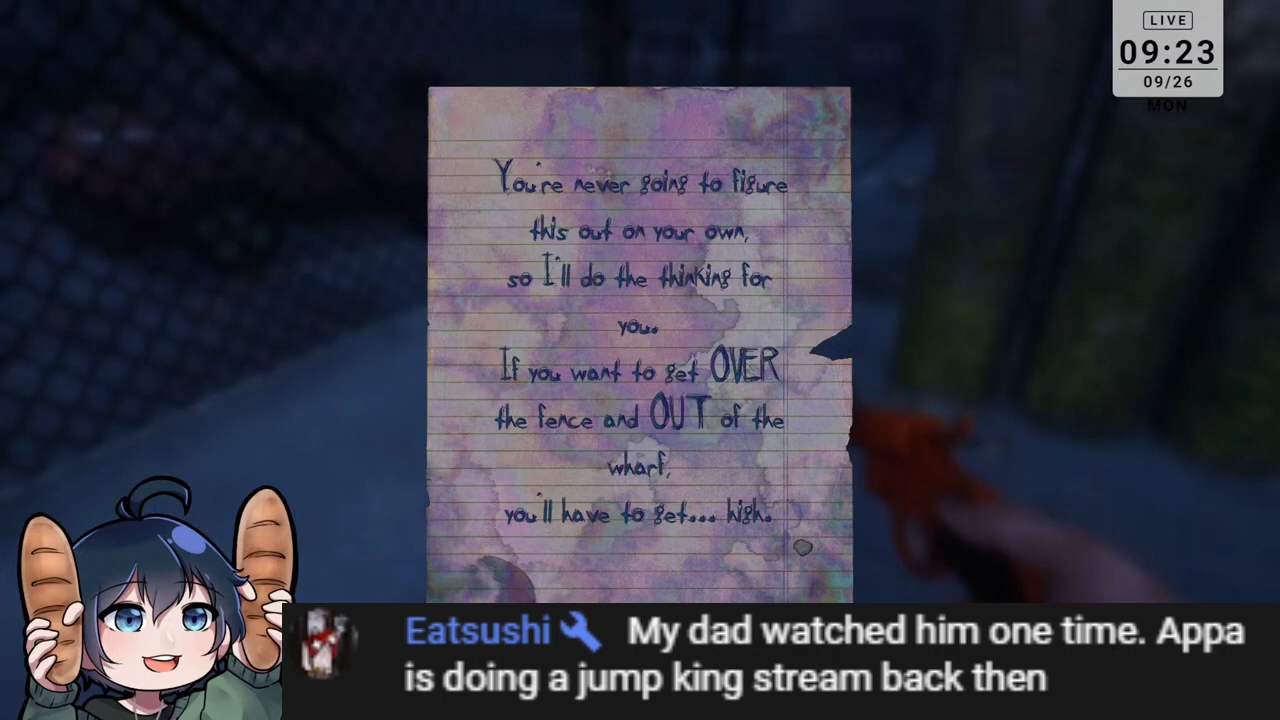 LIVE
09:23
09/26
MON
You're never going to figure
this out on your own,
so I'll do the thinking for
you.
If you want to get OVER
the fence and OUT of the
wharf,
you'll have to get... high.
Eatsushi My dad watched him one time. Appa
is doing a jump king stream back then